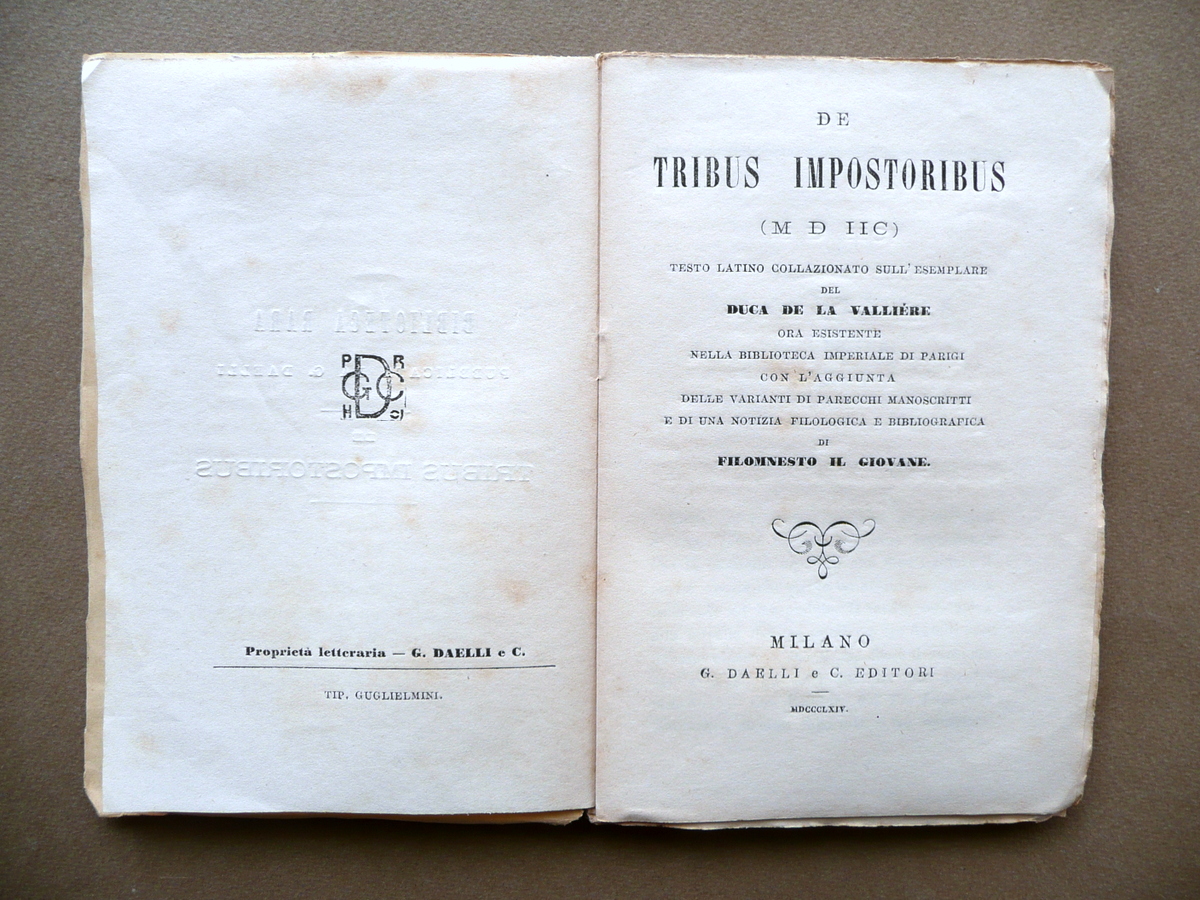 P R
G D C
H
Proprietà letteraria — G. DAELLI e C.
TIP. GUGLIELMINI.
DE
TRIBUS IMPOSTORIBUS
(M D IIC)
TESTO LATINO COLLAZIONATO SULL'ESEMPLARE
DEL
DUCA DE LA VALLIÉRE
ORA ESISTENTE
NELLA BIBLIOTECA IMPERIALE DI PARIGI
CON L'AGGIUNTA
DELLE VARIANTI DI PARECCHI MANOSCRITTI
E DI UNA NOTIZIA FILOLOGICA E BIBLIOGRAFICA
DI
FILOMNESTO IL GIOVANE.
MILANO
G. DAELLI e C. EDITORI
MDCCCLXIV.